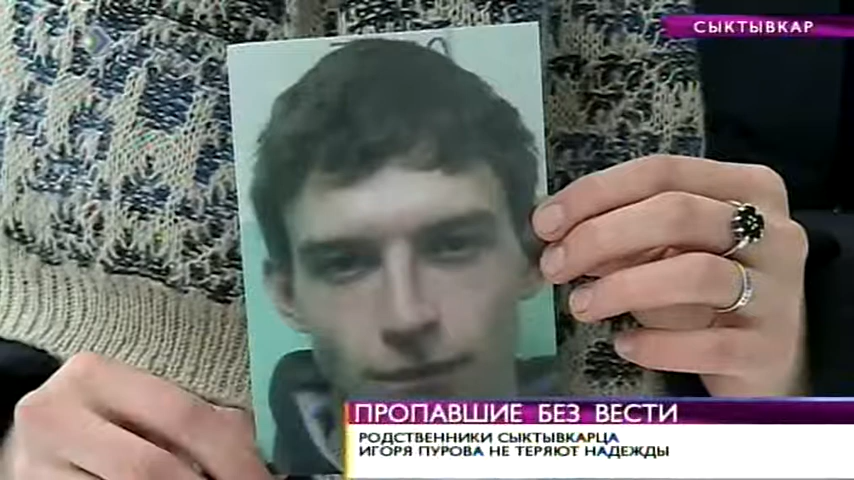 СЫКТЫВКАР
ПРОПАВШИЕ БЕЗ ВЕСТИ
РОДСТВЕННИКИ СЫКТЫВКАРЦА
ИГОРЯ ПУРОВА НЕ ТЕРЯЮТ НАДЕЖДЫ